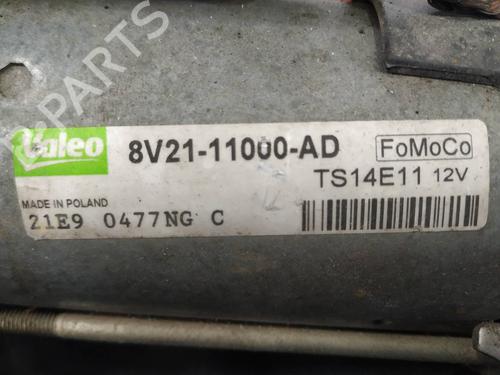 B-PARTS
Valeo
8V21-11000-AD
FoMoCo
TS14E11 12V
MADE IN POLAND
21E9 0477NG C